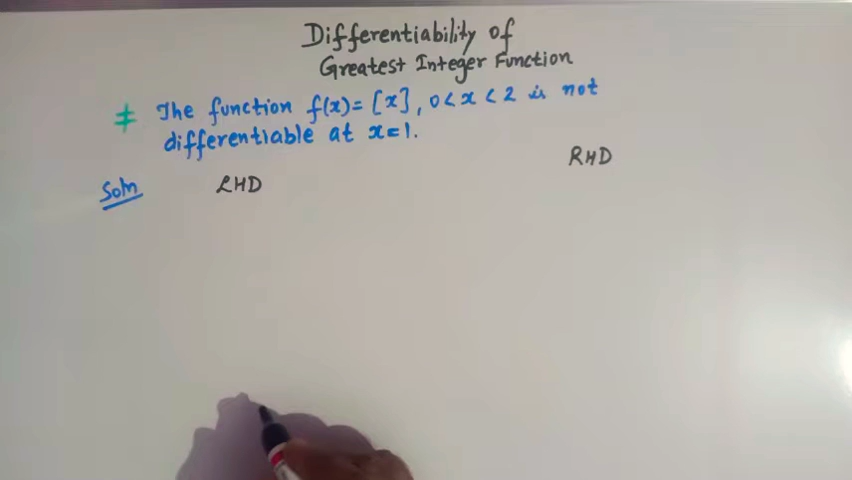 Differentiability of
Greatest Integer Function
# The function f(x)= [x], 0<x<2 is not
differentiable at x=1.
RHD
Soln LHD